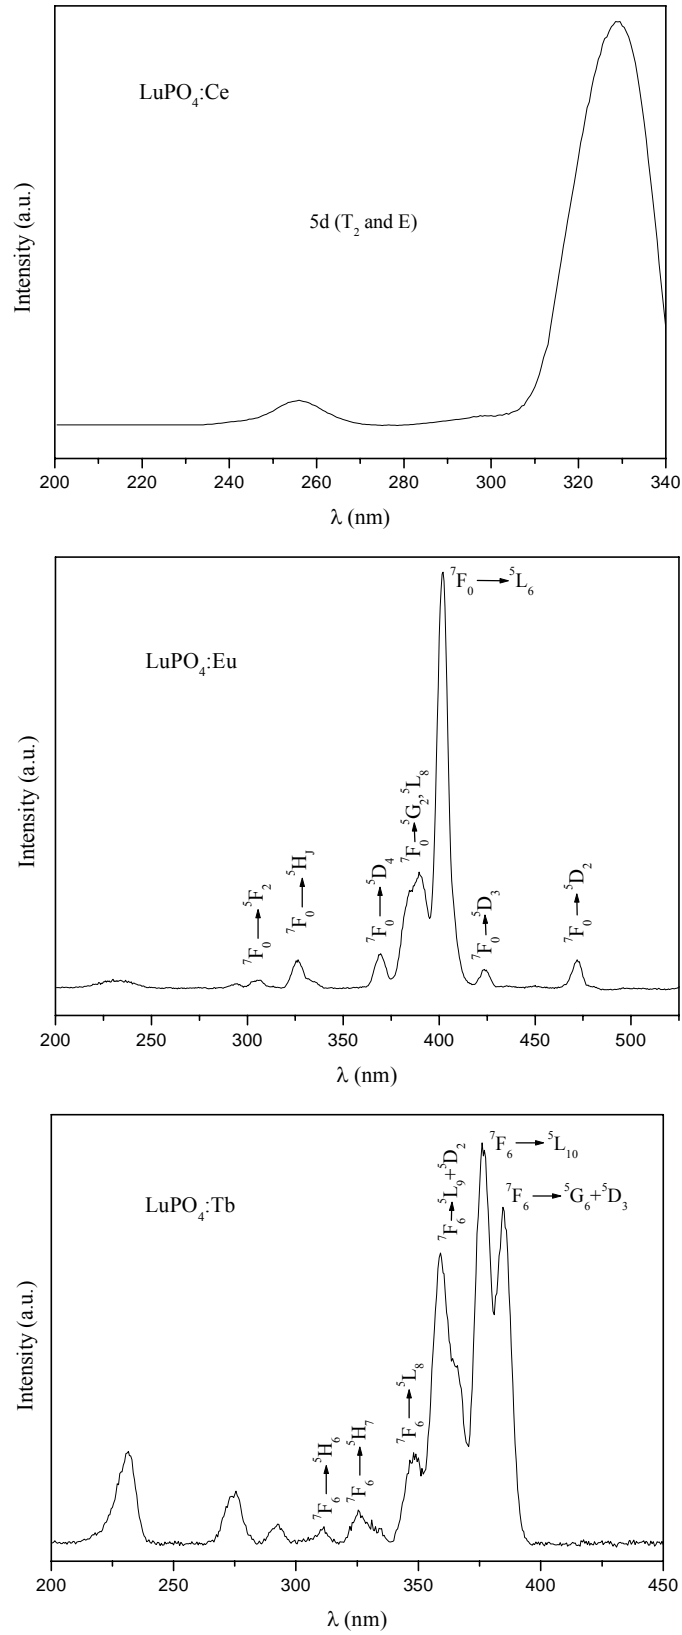 LuPO₄:Ce
5d (T₂ and E)
Intensity (a.u.)
200 220 240 260 280 300 320 340
λ (nm)
⁷F₀ → ⁵L₆
LuPO₄:Eu
Intensity (a.u.)
⁷F₀ → ⁵F₂
⁷F₀ → ⁵H_J
⁷F₀ → ⁵D₄
⁷F₀ → ⁵G₂, ⁵L₈
⁷F₀ → ⁵D₃
⁷F₀ → ⁵D₂
200 250 300 350 400 450 500
λ (nm)
⁷F₆ → ⁵L₁₀
⁷F₆ → ⁵G₆+⁵D₃
LuPO₄:Tb
Intensity (a.u.)
⁷F₆ → ⁵H₆
⁷F₆ → ⁵H₇
⁷F₆ → ⁵L₈
⁷F₆ → ⁵L₉+⁵D₂
200 250 300 350 400 450
λ (nm)